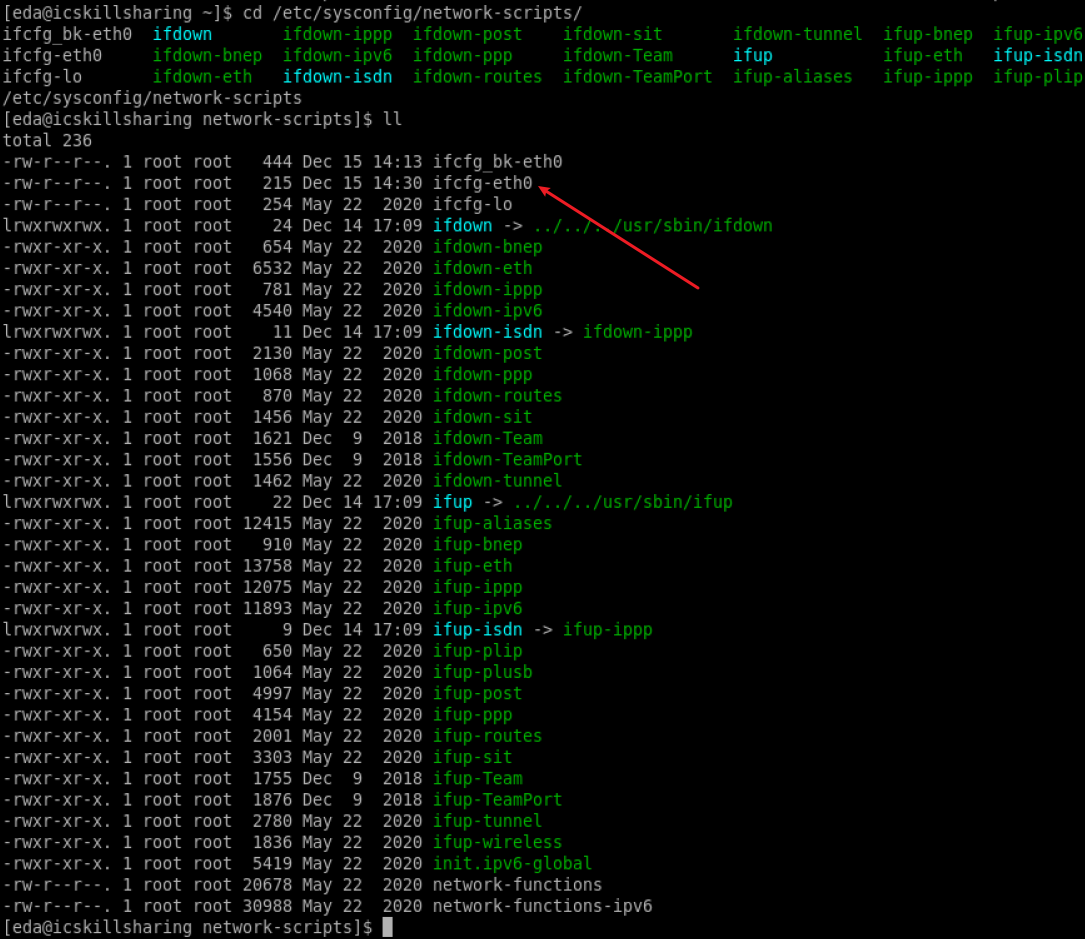 [eda@icskillsharing ~]$ cd /etc/sysconfig/network-scripts/
ifcfg_bk-eth0  ifdown       ifdown-ippp  ifdown-post    ifdown-sit       ifdown-tunnel  ifup-bnep  ifup-ipv6
ifcfg-eth0     ifdown-bnep  ifdown-ipv6  ifdown-ppp     ifdown-Team      ifup           ifup-eth   ifup-isdn
ifcfg-lo       ifdown-eth   ifdown-isdn  ifdown-routes  ifdown-TeamPort  ifup-aliases   ifup-ippp  ifup-plip
/etc/sysconfig/network-scripts
[eda@icskillsharing network-scripts]$ ll
total 236
-rw-r--r--. 1 root root   444 Dec 15 14:13 ifcfg_bk-eth0
-rw-r--r--. 1 root root   215 Dec 15 14:30 ifcfg-eth0
-rw-r--r--. 1 root root   254 May 22  2020 ifcfg-lo
lrwxrwxrwx. 1 root root    24 Dec 14 17:09 ifdown -> ../../../usr/sbin/ifdown
-rwxr-xr-x. 1 root root   654 May 22  2020 ifdown-bnep
-rwxr-xr-x. 1 root root  6532 May 22  2020 ifdown-eth
-rwxr-xr-x. 1 root root   781 May 22  2020 ifdown-ippp
-rwxr-xr-x. 1 root root  4540 May 22  2020 ifdown-ipv6
lrwxrwxrwx. 1 root root    11 Dec 14 17:09 ifdown-isdn -> ifdown-ippp
-rwxr-xr-x. 1 root root  2130 May 22  2020 ifdown-post
-rwxr-xr-x. 1 root root  1068 May 22  2020 ifdown-ppp
-rwxr-xr-x. 1 root root   870 May 22  2020 ifdown-routes
-rwxr-xr-x. 1 root root  1456 May 22  2020 ifdown-sit
-rwxr-xr-x. 1 root root  1621 Dec  9  2018 ifdown-Team
-rwxr-xr-x. 1 root root  1556 Dec  9  2018 ifdown-TeamPort
-rwxr-xr-x. 1 root root  1462 May 22  2020 ifdown-tunnel
lrwxrwxrwx. 1 root root    22 Dec 14 17:09 ifup -> ../../../usr/sbin/ifup
-rwxr-xr-x. 1 root root 12415 May 22  2020 ifup-aliases
-rwxr-xr-x. 1 root root   910 May 22  2020 ifup-bnep
-rwxr-xr-x. 1 root root 13758 May 22  2020 ifup-eth
-rwxr-xr-x. 1 root root 12075 May 22  2020 ifup-ippp
-rwxr-xr-x. 1 root root 11893 May 22  2020 ifup-ipv6
lrwxrwxrwx. 1 root root     9 Dec 14 17:09 ifup-isdn -> ifup-ippp
-rwxr-xr-x. 1 root root   650 May 22  2020 ifup-plip
-rwxr-xr-x. 1 root root  1064 May 22  2020 ifup-plusb
-rwxr-xr-x. 1 root root  4997 May 22  2020 ifup-post
-rwxr-xr-x. 1 root root  4154 May 22  2020 ifup-ppp
-rwxr-xr-x. 1 root root  2001 May 22  2020 ifup-routes
-rwxr-xr-x. 1 root root  3303 May 22  2020 ifup-sit
-rwxr-xr-x. 1 root root  1755 Dec  9  2018 ifup-Team
-rwxr-xr-x. 1 root root  1876 Dec  9  2018 ifup-TeamPort
-rwxr-xr-x. 1 root root  2780 May 22  2020 ifup-tunnel
-rwxr-xr-x. 1 root root  1836 May 22  2020 ifup-wireless
-rwxr-xr-x. 1 root root  5419 May 22  2020 init.ipv6-global
-rw-r--r--. 1 root root 20678 May 22  2020 network-functions
-rw-r--r--. 1 root root 30988 May 22  2020 network-functions-ipv6
[eda@icskillsharing network-scripts]$